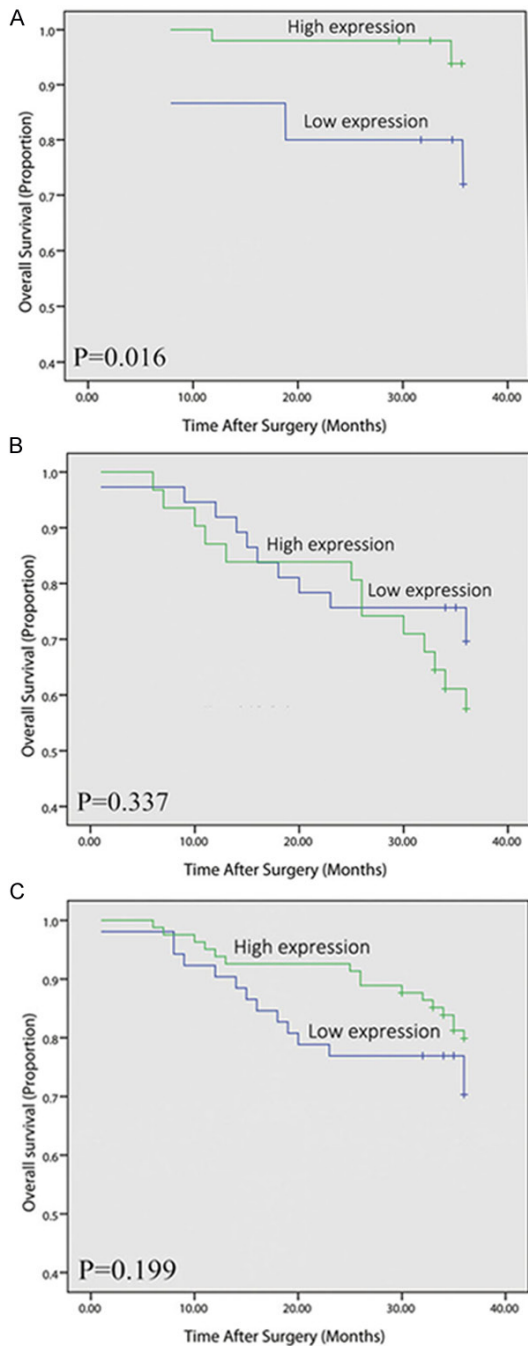 A
1.0
High expression
0.9
Low expression
0.8
0.7
0.6
0.5
0.4
Overall Survival (Proportion)
P=0.016
0.00 10.00 20.00 30.00 40.00
Time After Surgery (Months)
B
1.0
0.9
High expression
Low expression
0.8
0.7
0.6
0.5
0.4
Overall Survival (Proportion)
P=0.337
0.00 10.00 20.00 30.00 40.00
Time After Surgery (Months)
C
1.0
High expression
0.9
Low expression
0.8
0.7
0.6
0.5
0.4
Overall survival (Proportion)
P=0.199
0.00 10.00 20.00 30.00 40.00
Time After Surgery (Months)